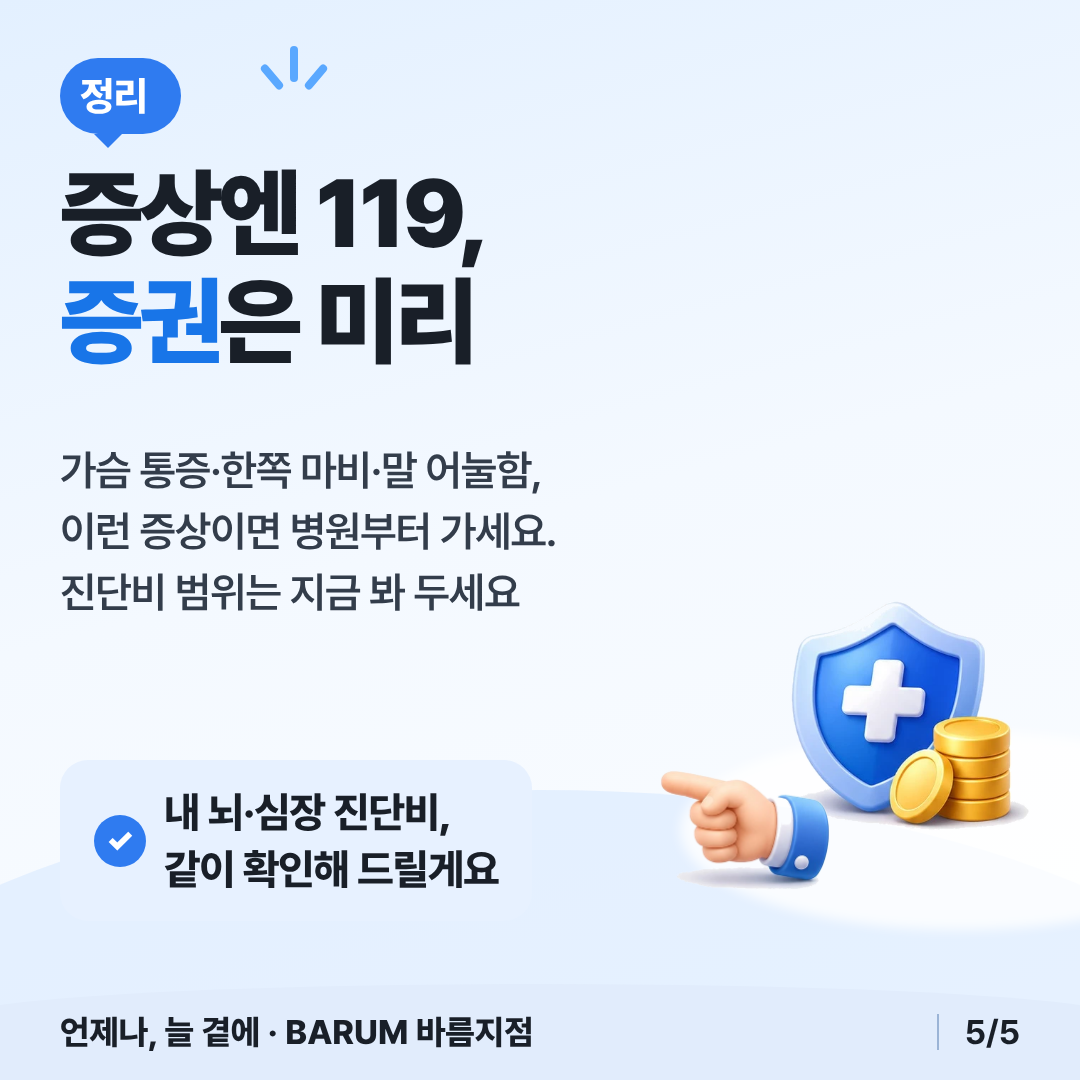 정리
증상엔 119,
증권은 미리
가슴 통증·한쪽 마비·말 어눌함,
이런 증상이면 병원부터 가세요.
진단비 범위는 지금 봐 두세요
내 뇌·심장 진단비,
같이 확인해 드릴게요
언제나, 늘 곁에 · BARUM 바름지점
5/5